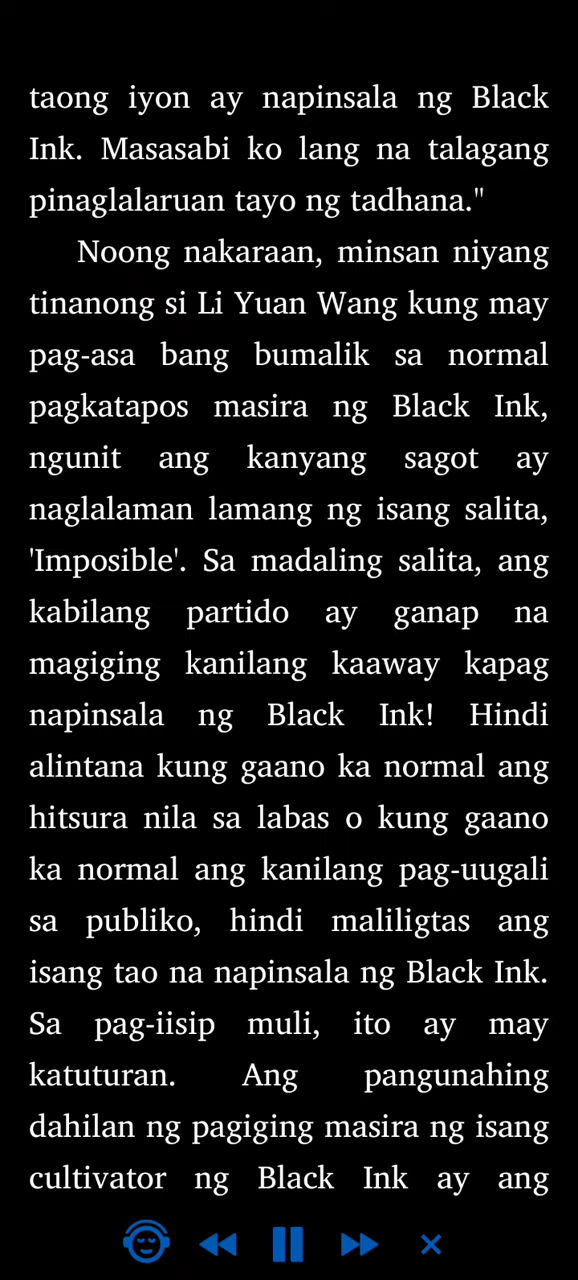 taong iyon ay napinsala ng Black
Ink. Masasabi ko lang na talagang
pinaglalaruan tayo ng tadhana."
Noong nakaraan, minsan niyang
tinanong si Li Yuan Wang kung may
pag-asa bang bumalik sa normal
pagkatapos masira ng Black Ink,
ngunit ang kanyang sagot ay
naglalaman lamang ng isang salita,
'Imposible'. Sa madaling salita, ang
kabilang partido ay ganap na
magiging kanilang kaaway kapag
napinsala ng Black Ink! Hindi
alintana kung gaano ka normal ang
hitsura nila sa labas o kung gaano
ka normal ang kanilang pag-uugali
sa publiko, hindi maliligtas ang
isang tao na napinsala ng Black Ink.
Sa pag-iisip muli, ito ay may
katuturan. Ang pangunahing
dahilan ng pagiging masira ng isang
cultivator ng Black Ink ay ang